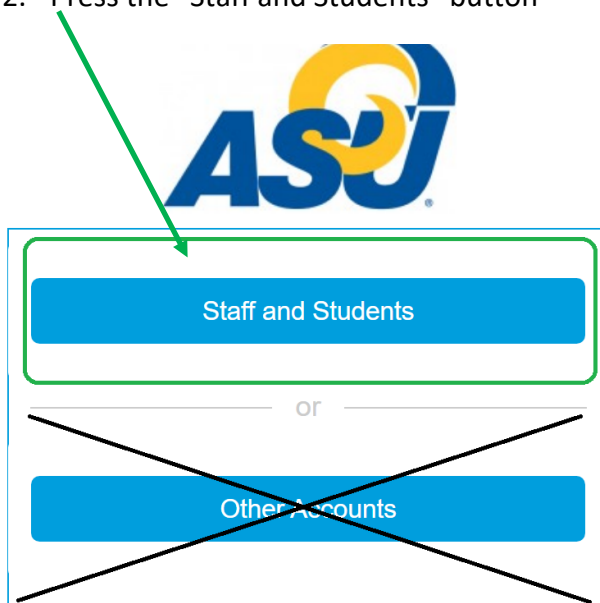 2. Press the "Staff and Students" button
ASU
Staff and Students
or
Other Accounts